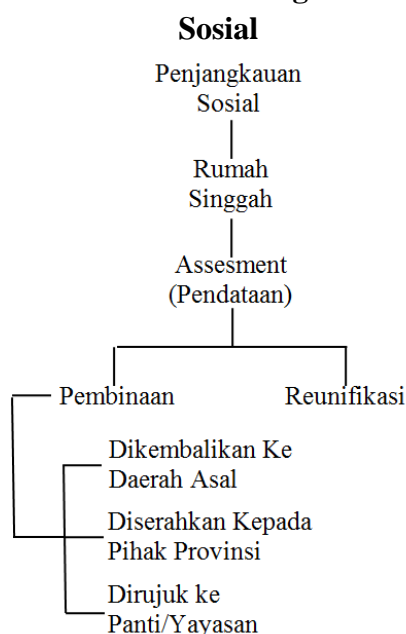 Sosial
Penjangkauan
Sosial
Rumah
Singgah
Assesment
(Pendataan)
Pembinaan
Reunifikasi
Dikembalikan Ke
Daerah Asal
Diserahkan Kepada
Pihak Provinsi
Dirujuk ke
Panti/Yayasan